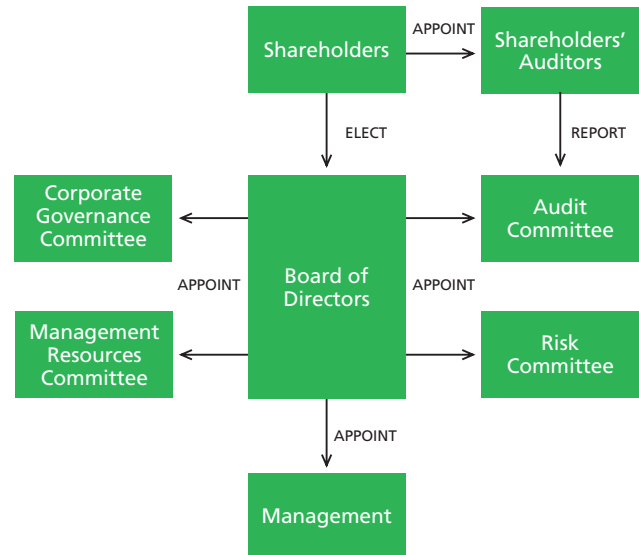 Shareholders
APPOINT
Shareholders‘
Auditors
ELECT
REPORT
Corporate
Governance
Committee
Audit
Committee
APPOINT
Board of
Directors
APPOINT
Management
Resources
Committee
Risk
Committee
APPOINT
Management